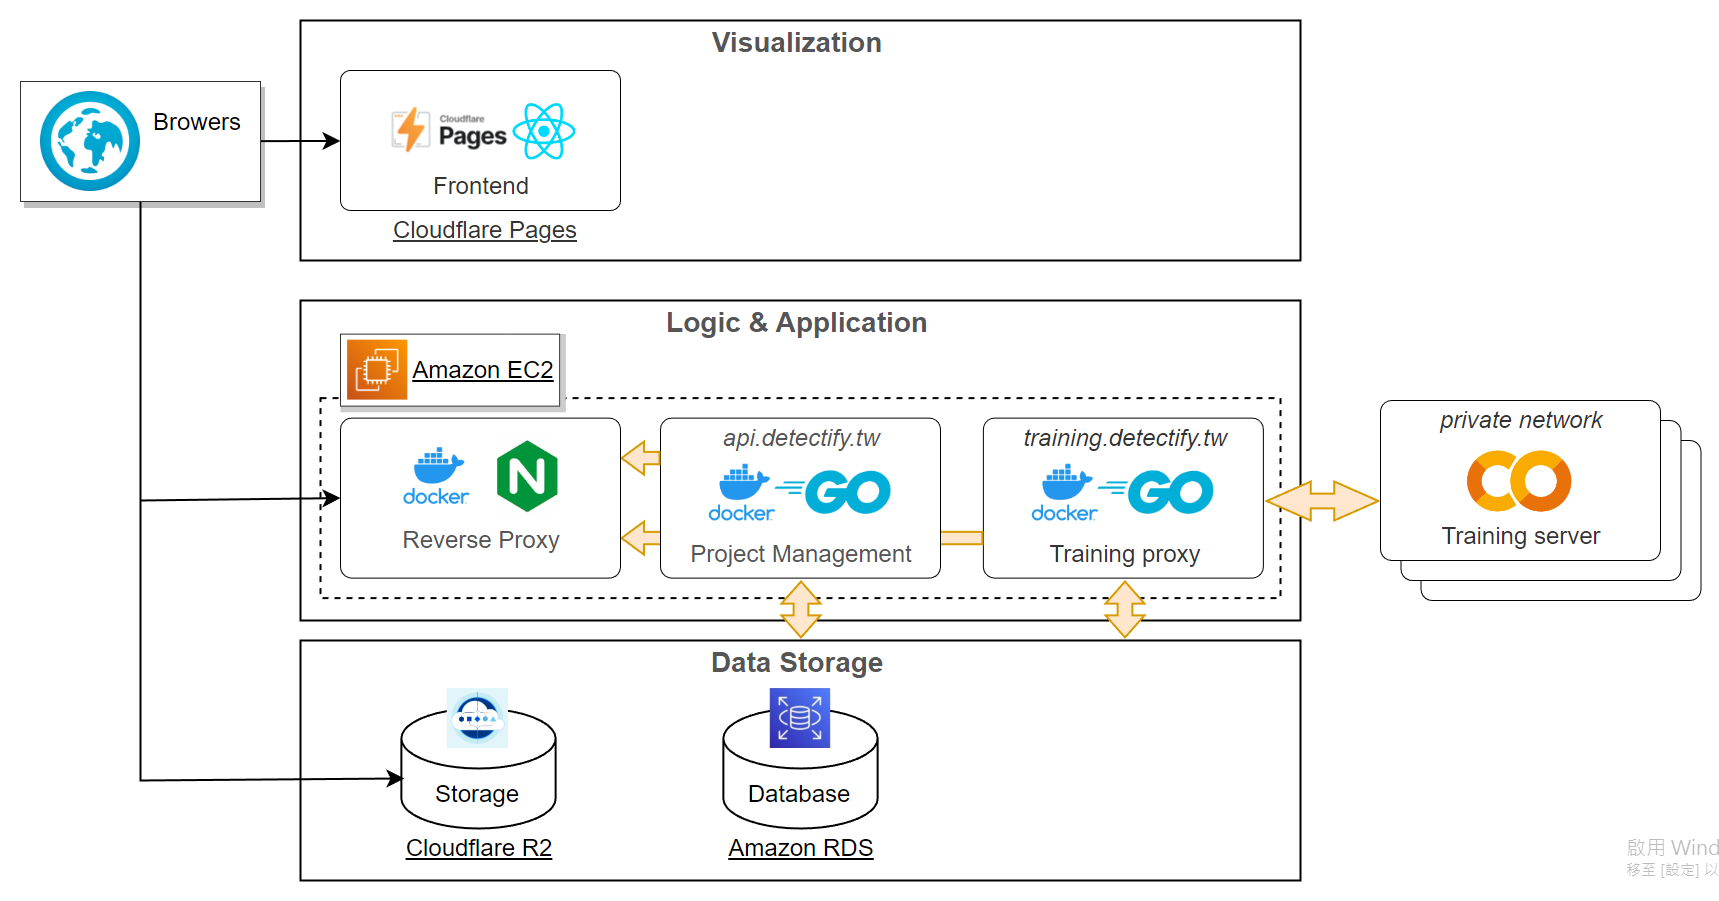 Visualization
Browers
Cloudflare
Pages
Frontend
Cloudflare Pages
Logic & Application
Amazon EC2
docker
N
Reverse Proxy
api.detectify.tw
docker
GO
Project Management
training.detectify.tw
docker
GO
Training proxy
private network
Training server
Data Storage
Storage
Cloudflare R2
Database
Amazon RDS
啟用 Wind
移至 [設定] 以